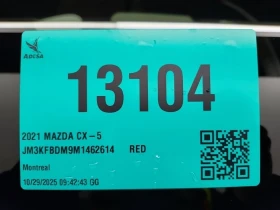 ADESA
13104
2021 MAZDA CX-5
JM3KFBDM9M1462614 RED
Montreal
10/29/2025 09:42:43 OG